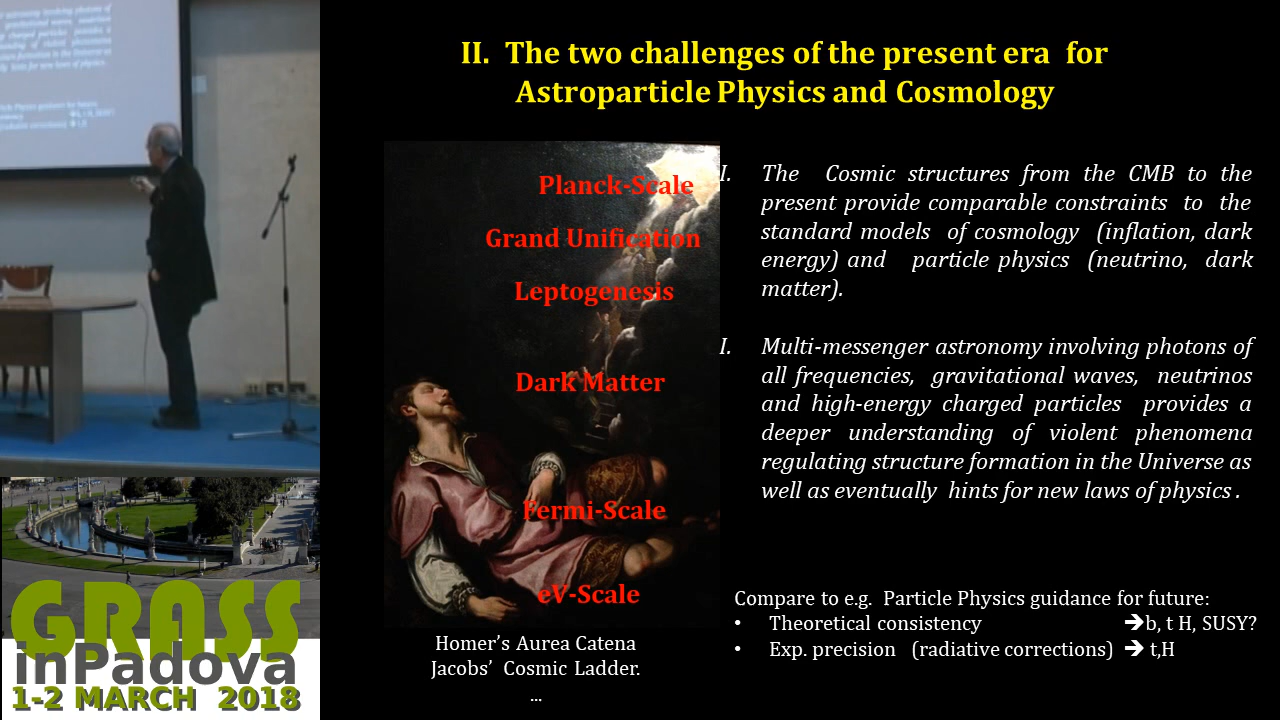 II. The two challenges of the present era for
Astroparticle Physics and Cosmology
Planck-Scale
Grand Unification
Leptogenesis
Dark Matter
Fermi-Scale
eV-Scale
Homer's Aurea Catena
Jacobs' Cosmic Ladder.
...
I. The Cosmic structures from the CMB to the
present provide comparable constraints to the
standard models of cosmology (inflation, dark
energy) and particle physics (neutrino, dark
matter).
I. Multi-messenger astronomy involving photons of
all frequencies, gravitational waves, neutrinos
and high-energy charged particles provides a
deeper understanding of violent phenomena
regulating structure formation in the Universe as
well as eventually hints for new laws of physics .
Compare to e.g. Particle Physics guidance for future:
• Theoretical consistency ➔b, t H, SUSY?
• Exp. precision (radiative corrections) ➔ t,H
GRASS
inPadova
1-2 MARCH 2018